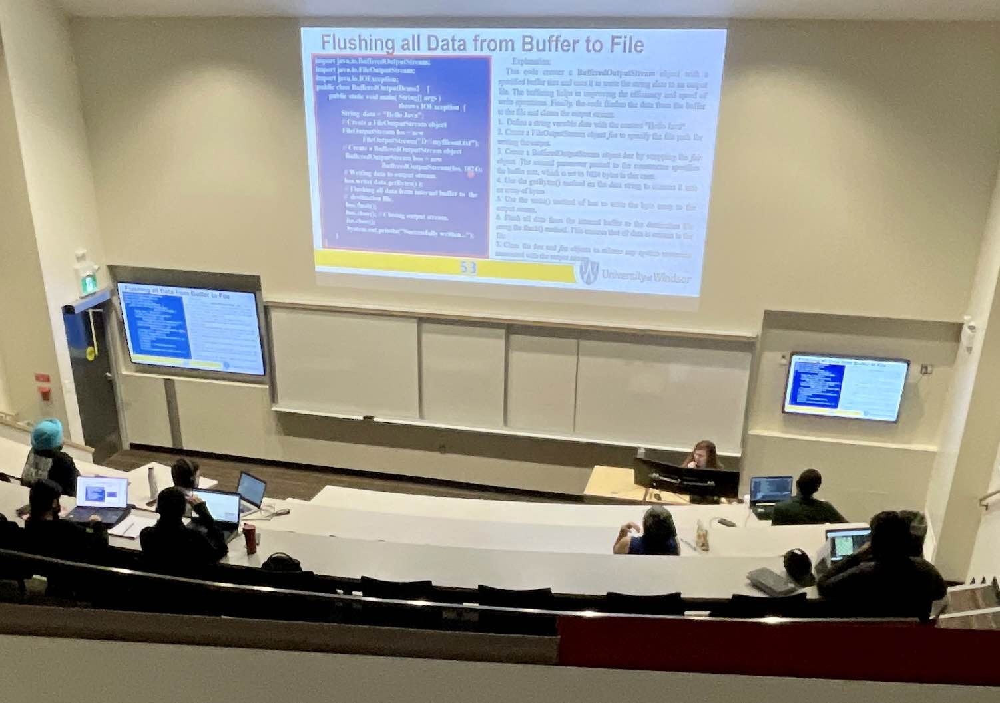 Flushing all Data from Buffer to File
import java.io.BufferedOutputStream;
import java.io.FileOutputStream;
import java.io.IOException;
public class BufferedOutputDemo2 {
public static void main( String[] args )
throws IOException {
String data = "Hello Java";
// Create a FileOutputStream object
FileOutputStream fos = new
FileOutputStream("D:\\myfileout.txt");
// Create a BufferedOutputStream object
BufferedOutputStream bos = new
BufferedOutputStream(fos, 1024);
// Writing data to output stream.
bos.write( data.getBytes() );
// Flushing all data from internal buffer to the
// destination file.
bos.flush();
bos.close(); // Closing output stream.
fos.close();
System.out.println("Successfully written...");
}
}
Explanation:
This code creates a BufferedOutputStream object with a
specified buffer size and uses it to write the string data to an output
file. The buffering helps in improving the efficiency and speed of
write operations. Finally, the code flushes the data from the buffer
to the file and closes the output stream.
1. Define a string variable data with the content "Hello Java"
2. Create a FileOutputStream object fos to specify the file path for
writing the output.
3. Create a BufferedOutputStream object bos by wrapping the fos
object. The second parameter passed to the constructor specifies
the buffer size, which is set to 1024 bytes in this case.
4. Use the getBytes() method on the data string to convert it into
an array of bytes.
5. Use the write() method of bos to write the byte array to the
output stream.
6. Flush all data from the internal buffer to the destination file
using the flush() method. This ensures that all data is written to the
file.
7. Close the bos and fos objects to release any system resources
associated with the output stream.
53
University of Windsor
Flushing all Data from Buffer to File
Flushing all Data from Buffer to File